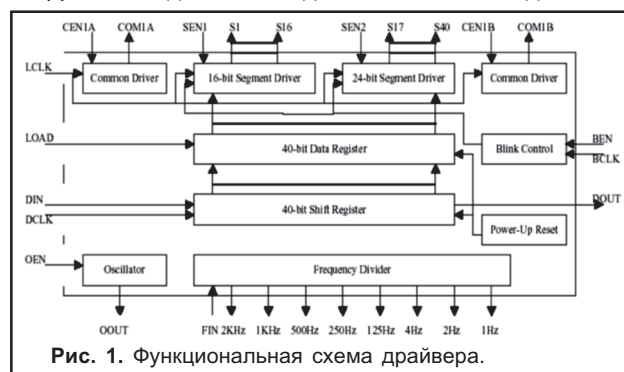 CEN1A COM1A SEN1 S1 S16 SEN2 S17 S40 CEN1B COM1B
LCLK
Common Driver 16-bit Segment Driver 24-bit Segment Driver Common Driver
LOAD
40-bit Data Register
Blink Control
BEN
BCLK
DIN
DCLK
40-bit Shift Register
DOUT
Power-Up Reset
OEN
Oscillator
Frequency Divider
OOUT FIN 2KHz 1KHz 500Hz 250Hz 125Hz 4Hz 2Hz 1Hz
Рис. 1. Функциональная схема драйвера.